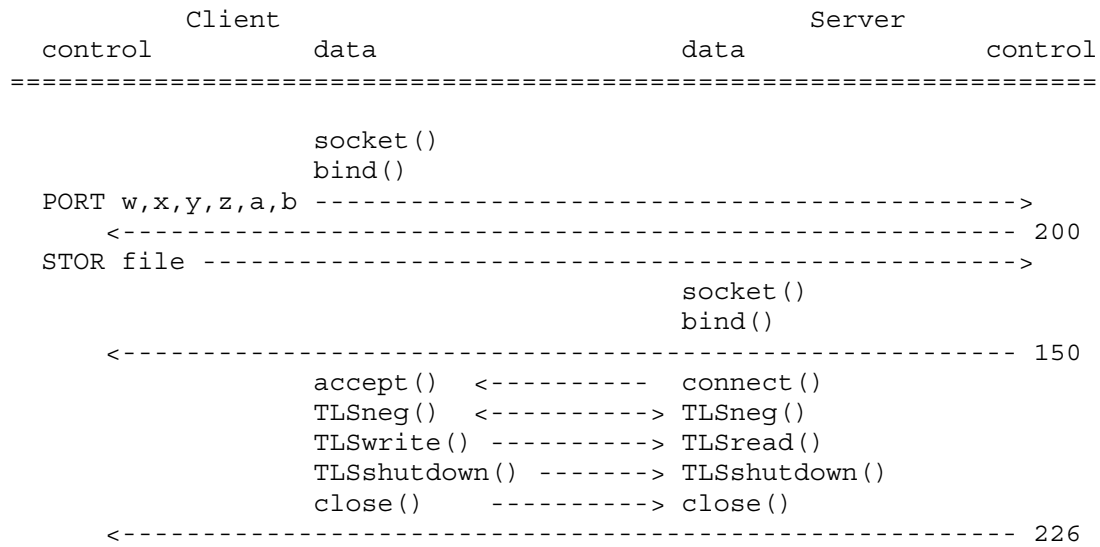 Client                                 Server
 control          data                   data               control
====================================================================

                  socket()
                  bind()
 PORT w,x,y,z,a,b -------------------------------------------->
     <-------------------------------------------------------- 200
 STOR file --------------------------------------------------->
                                         socket()
                                         bind()
     <-------------------------------------------------------- 150
                  accept()  <----------  connect()
                  TLSneg()  <----------> TLSneg()
                  TLSwrite() ----------> TLSread()
                  TLSshutdown() -------> TLSshutdown()
                  close()    ----------> close()
     <-------------------------------------------------------- 226